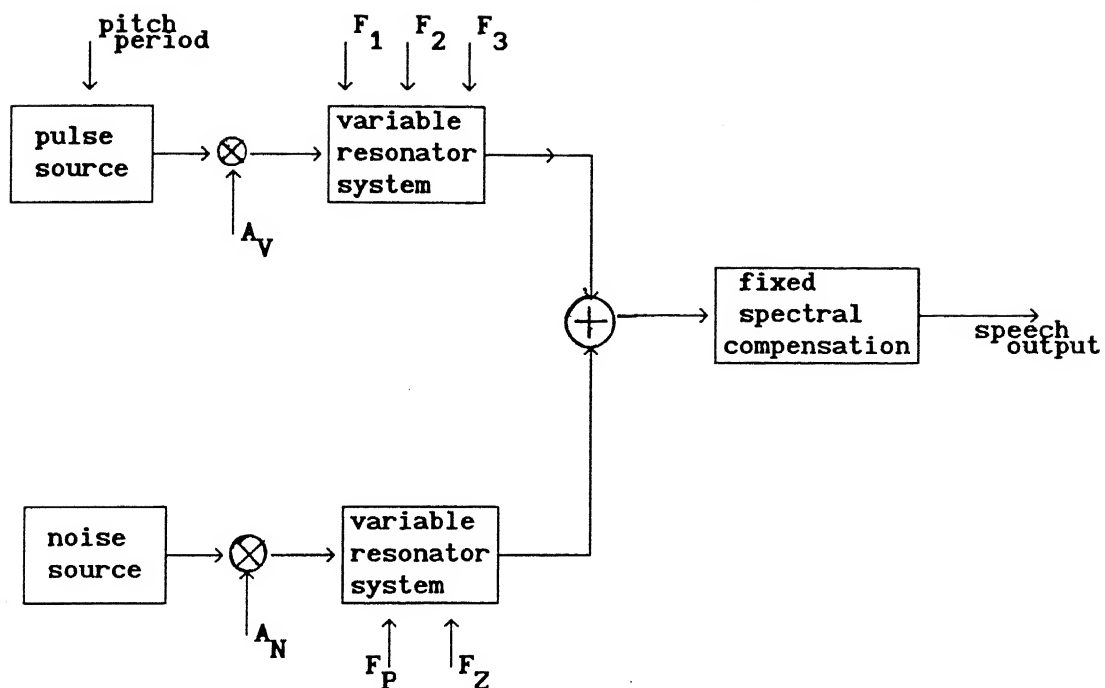 pitch
period
F1 F2 F3
pulse
source
variable
resonator
system
AV
fixed
spectral
compensation
speech
output
noise
source
variable
resonator
system
AN
FP FZ